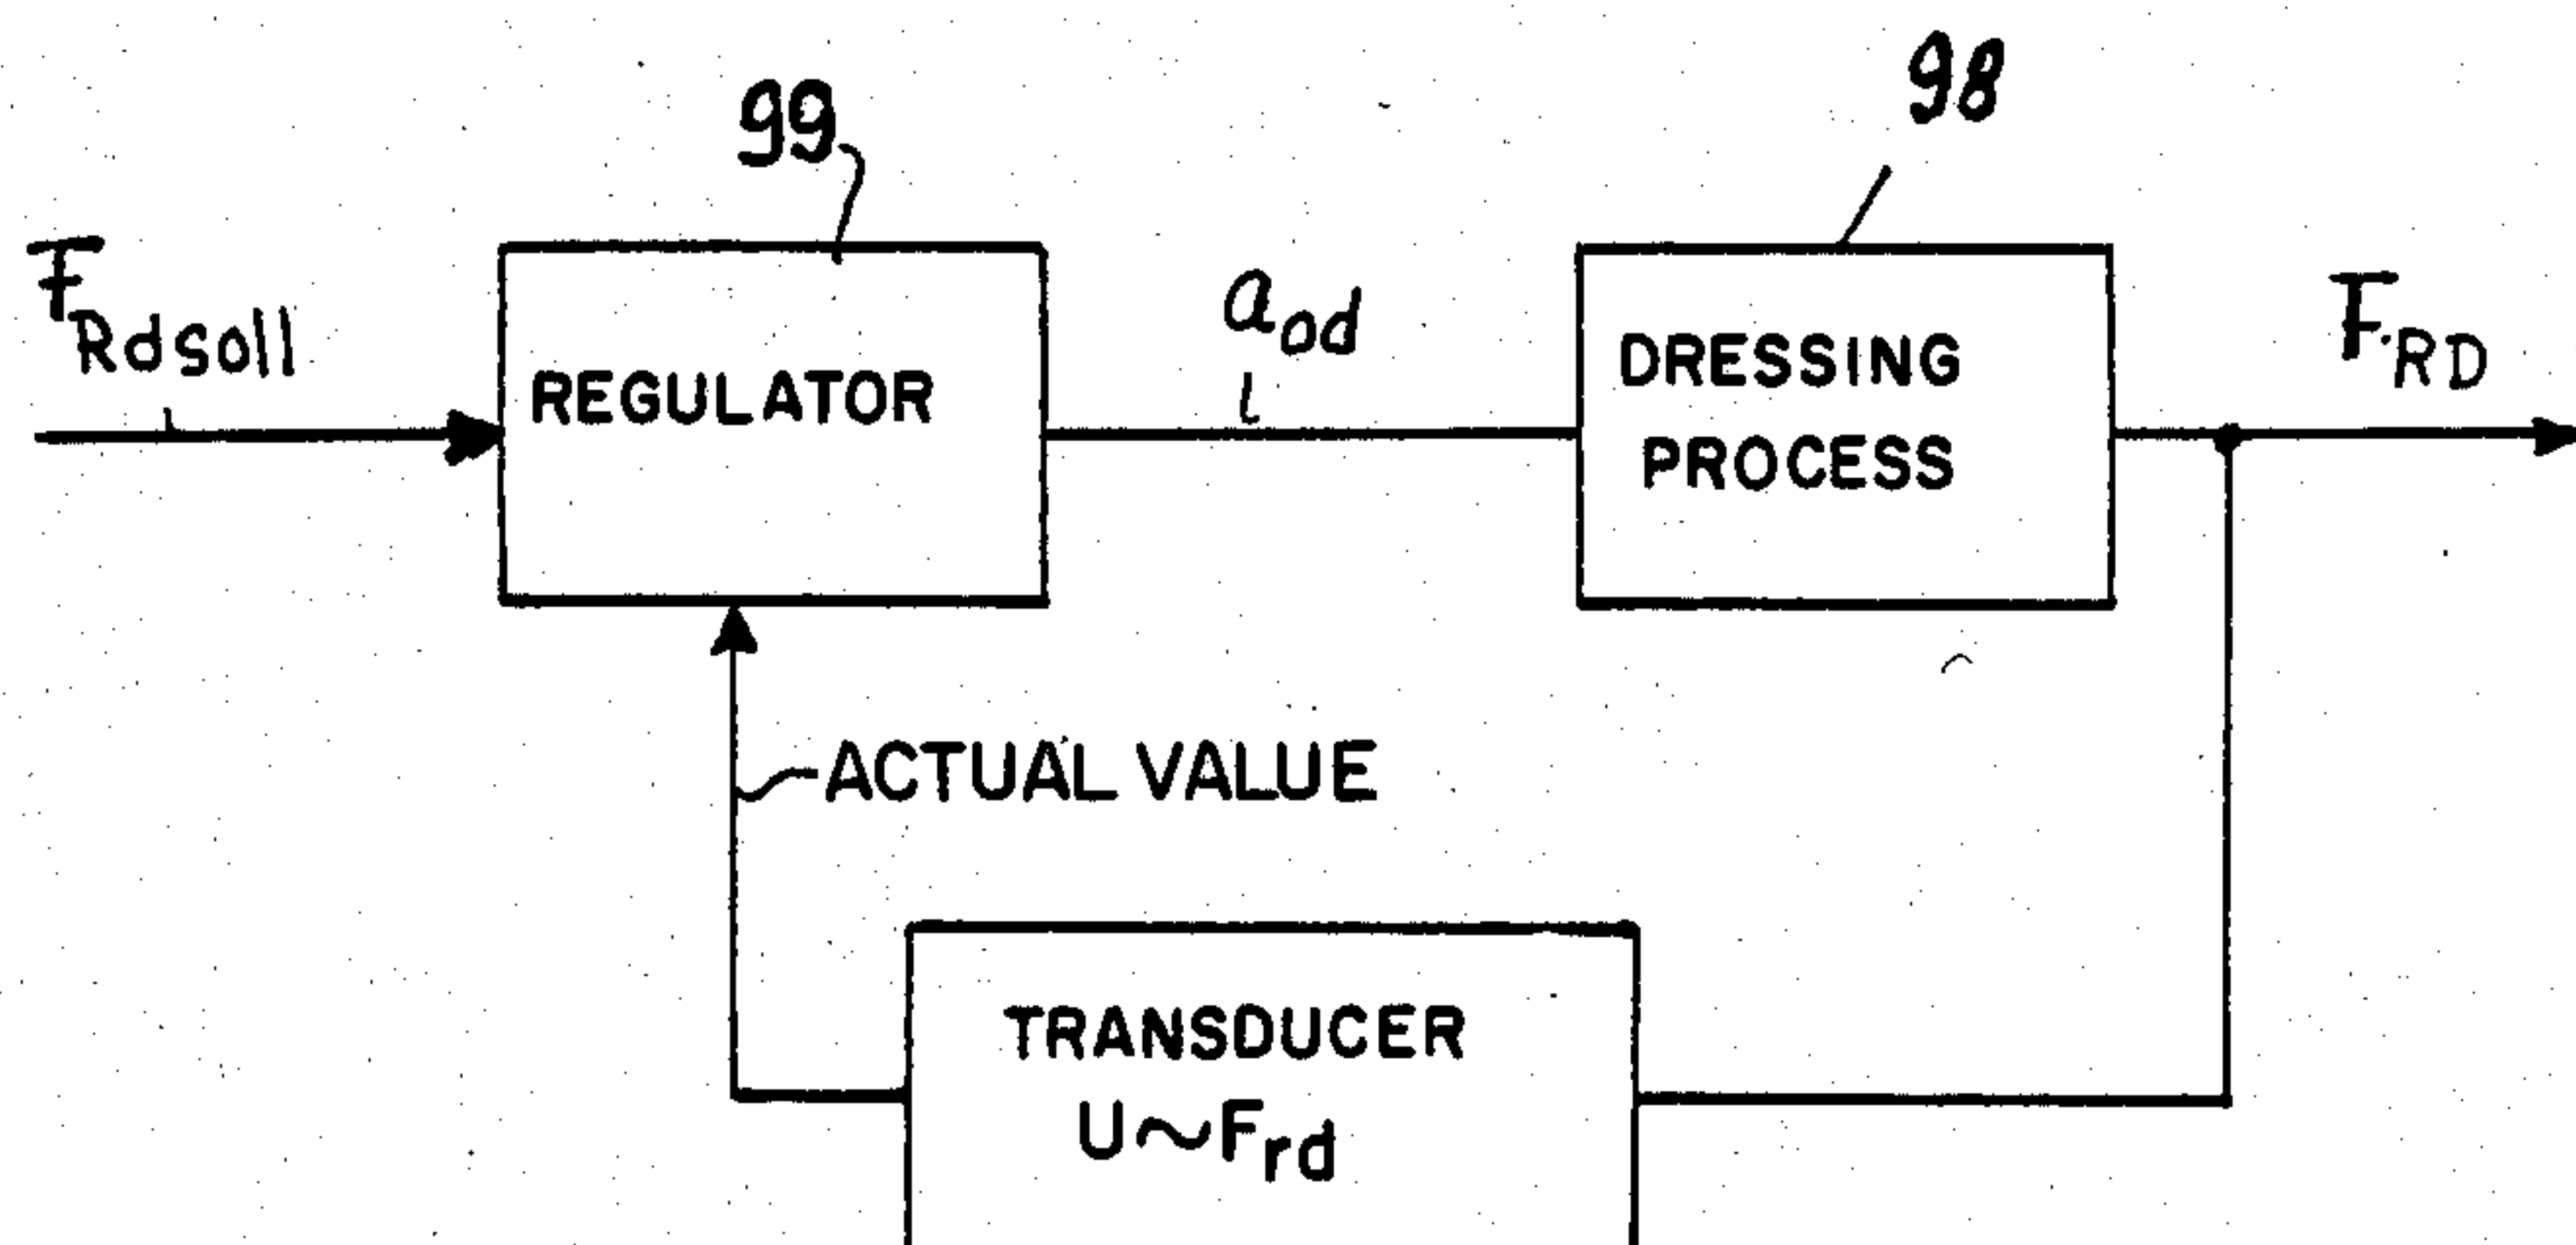 99
98
F_Rdsoll
REGULATOR
a_od
DRESSING
PROCESS
F_RD
ACTUAL VALUE
TRANSDUCER
U~F_rd